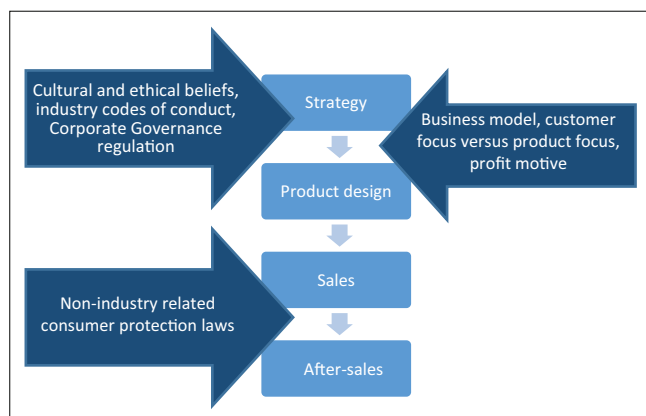 Cultural and ethical beliefs,
industry codes of conduct,
Corporate Governance
regulation
Strategy
Business model, customer
focus versus product focus,
profit motive
Product design
Sales
Non-industry related
consumer protection laws
After-sales